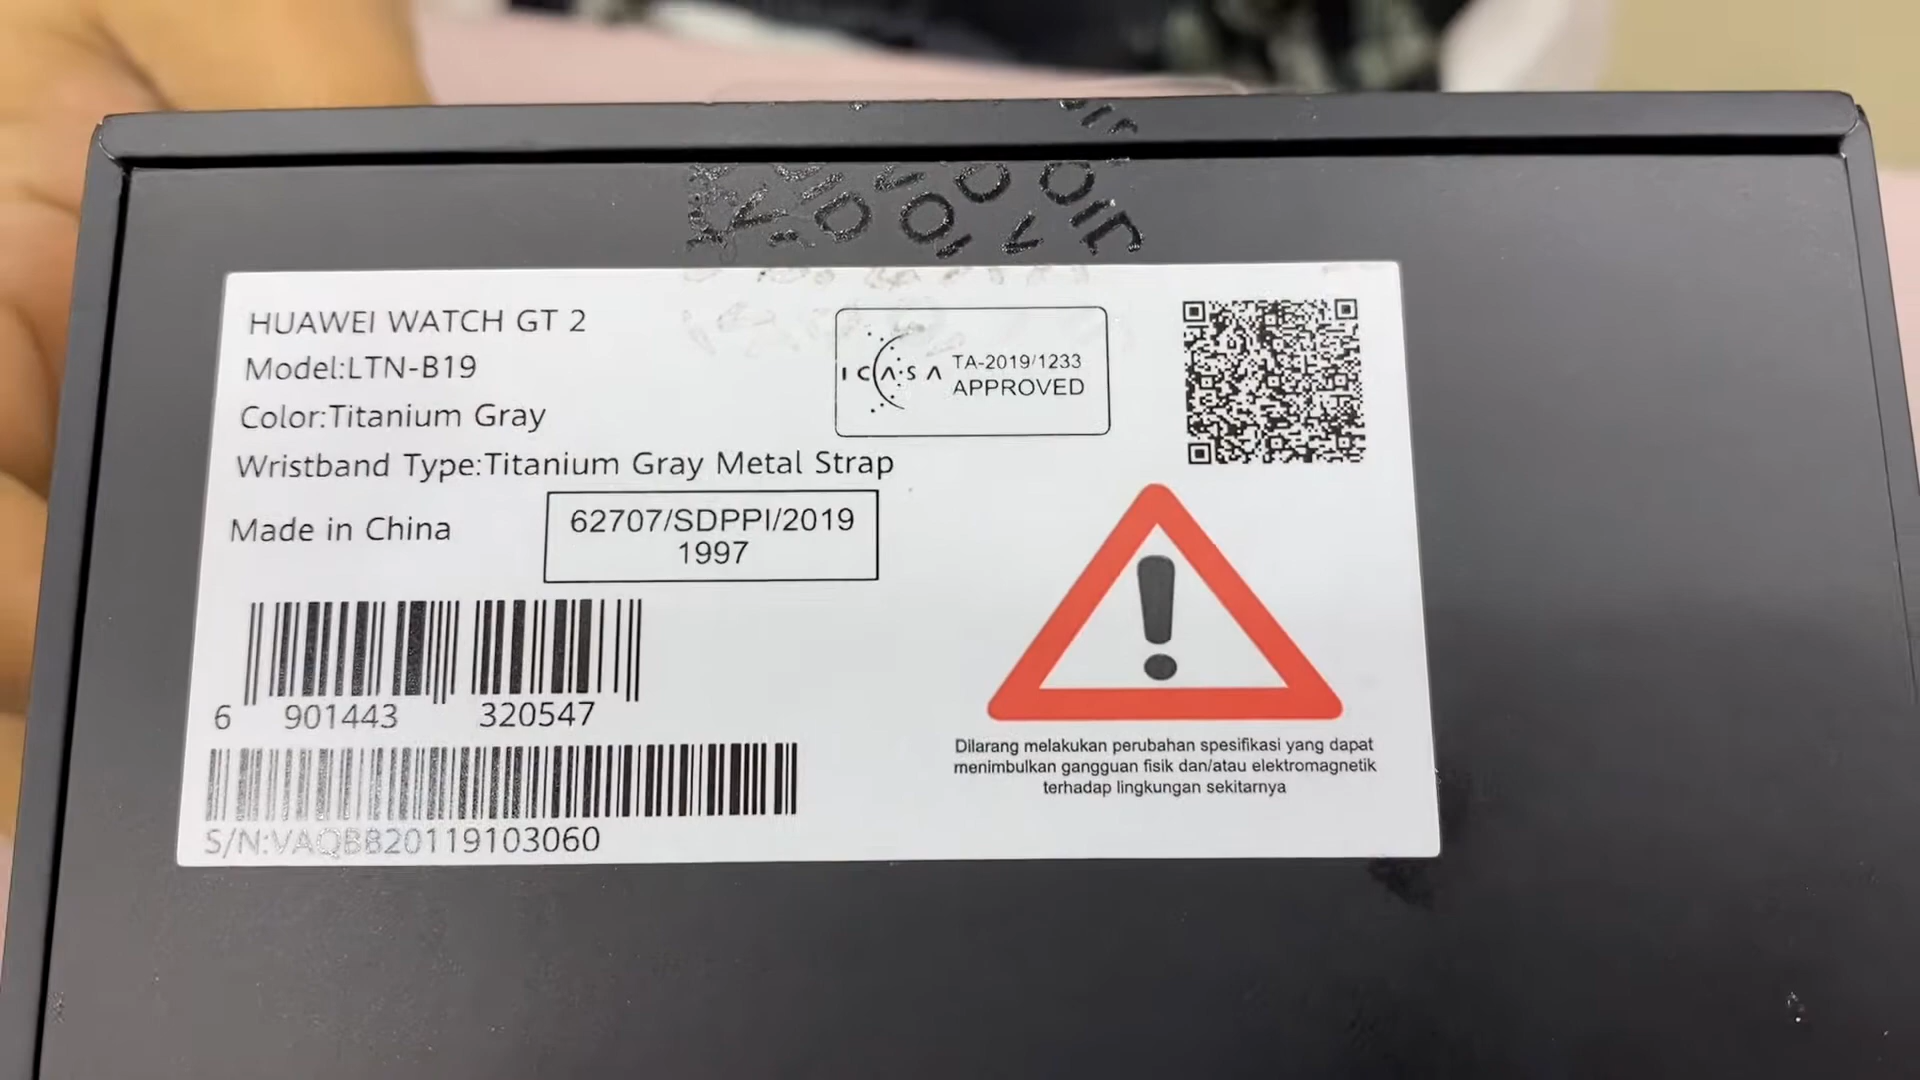 HUAWEI WATCH GT 2
Model:LTN-B19
Color:Titanium Gray
Wristband Type:Titanium Gray Metal Strap
Made in China
ICASA
TA-2019/1233
APPROVED
62707/SDPPI/2019
1997
6 901443 320547
S/N:VAQBB20119103060
Dilarang melakukan perubahan spesifikasi yang dapat
menimbulkan gangguan fisik dan/atau elektromagnetik
terhadap lingkungan sekitarnya